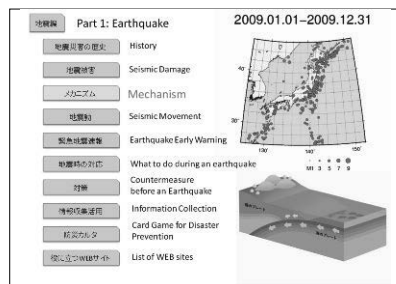 地震編 Part 1: Earthquake
2009.01.01−2009.12.31
地震災害の歴史 History
地震被害 Seismic Damage
メカニズム Mechanism
地震動 Seismic Movement
緊急地震速報 Earthquake Early Warning
地震時の対応 What to do during an earthquake
対策 Countermeasure
before an Earthquake
情報収集活用 Information Collection
防災カルタ Card Game for Disaster
Prevention
役に立つWEBサイト List of WEB sites
40˚
30˚
130˚ 140˚ 150˚
M1 3 5 7 9